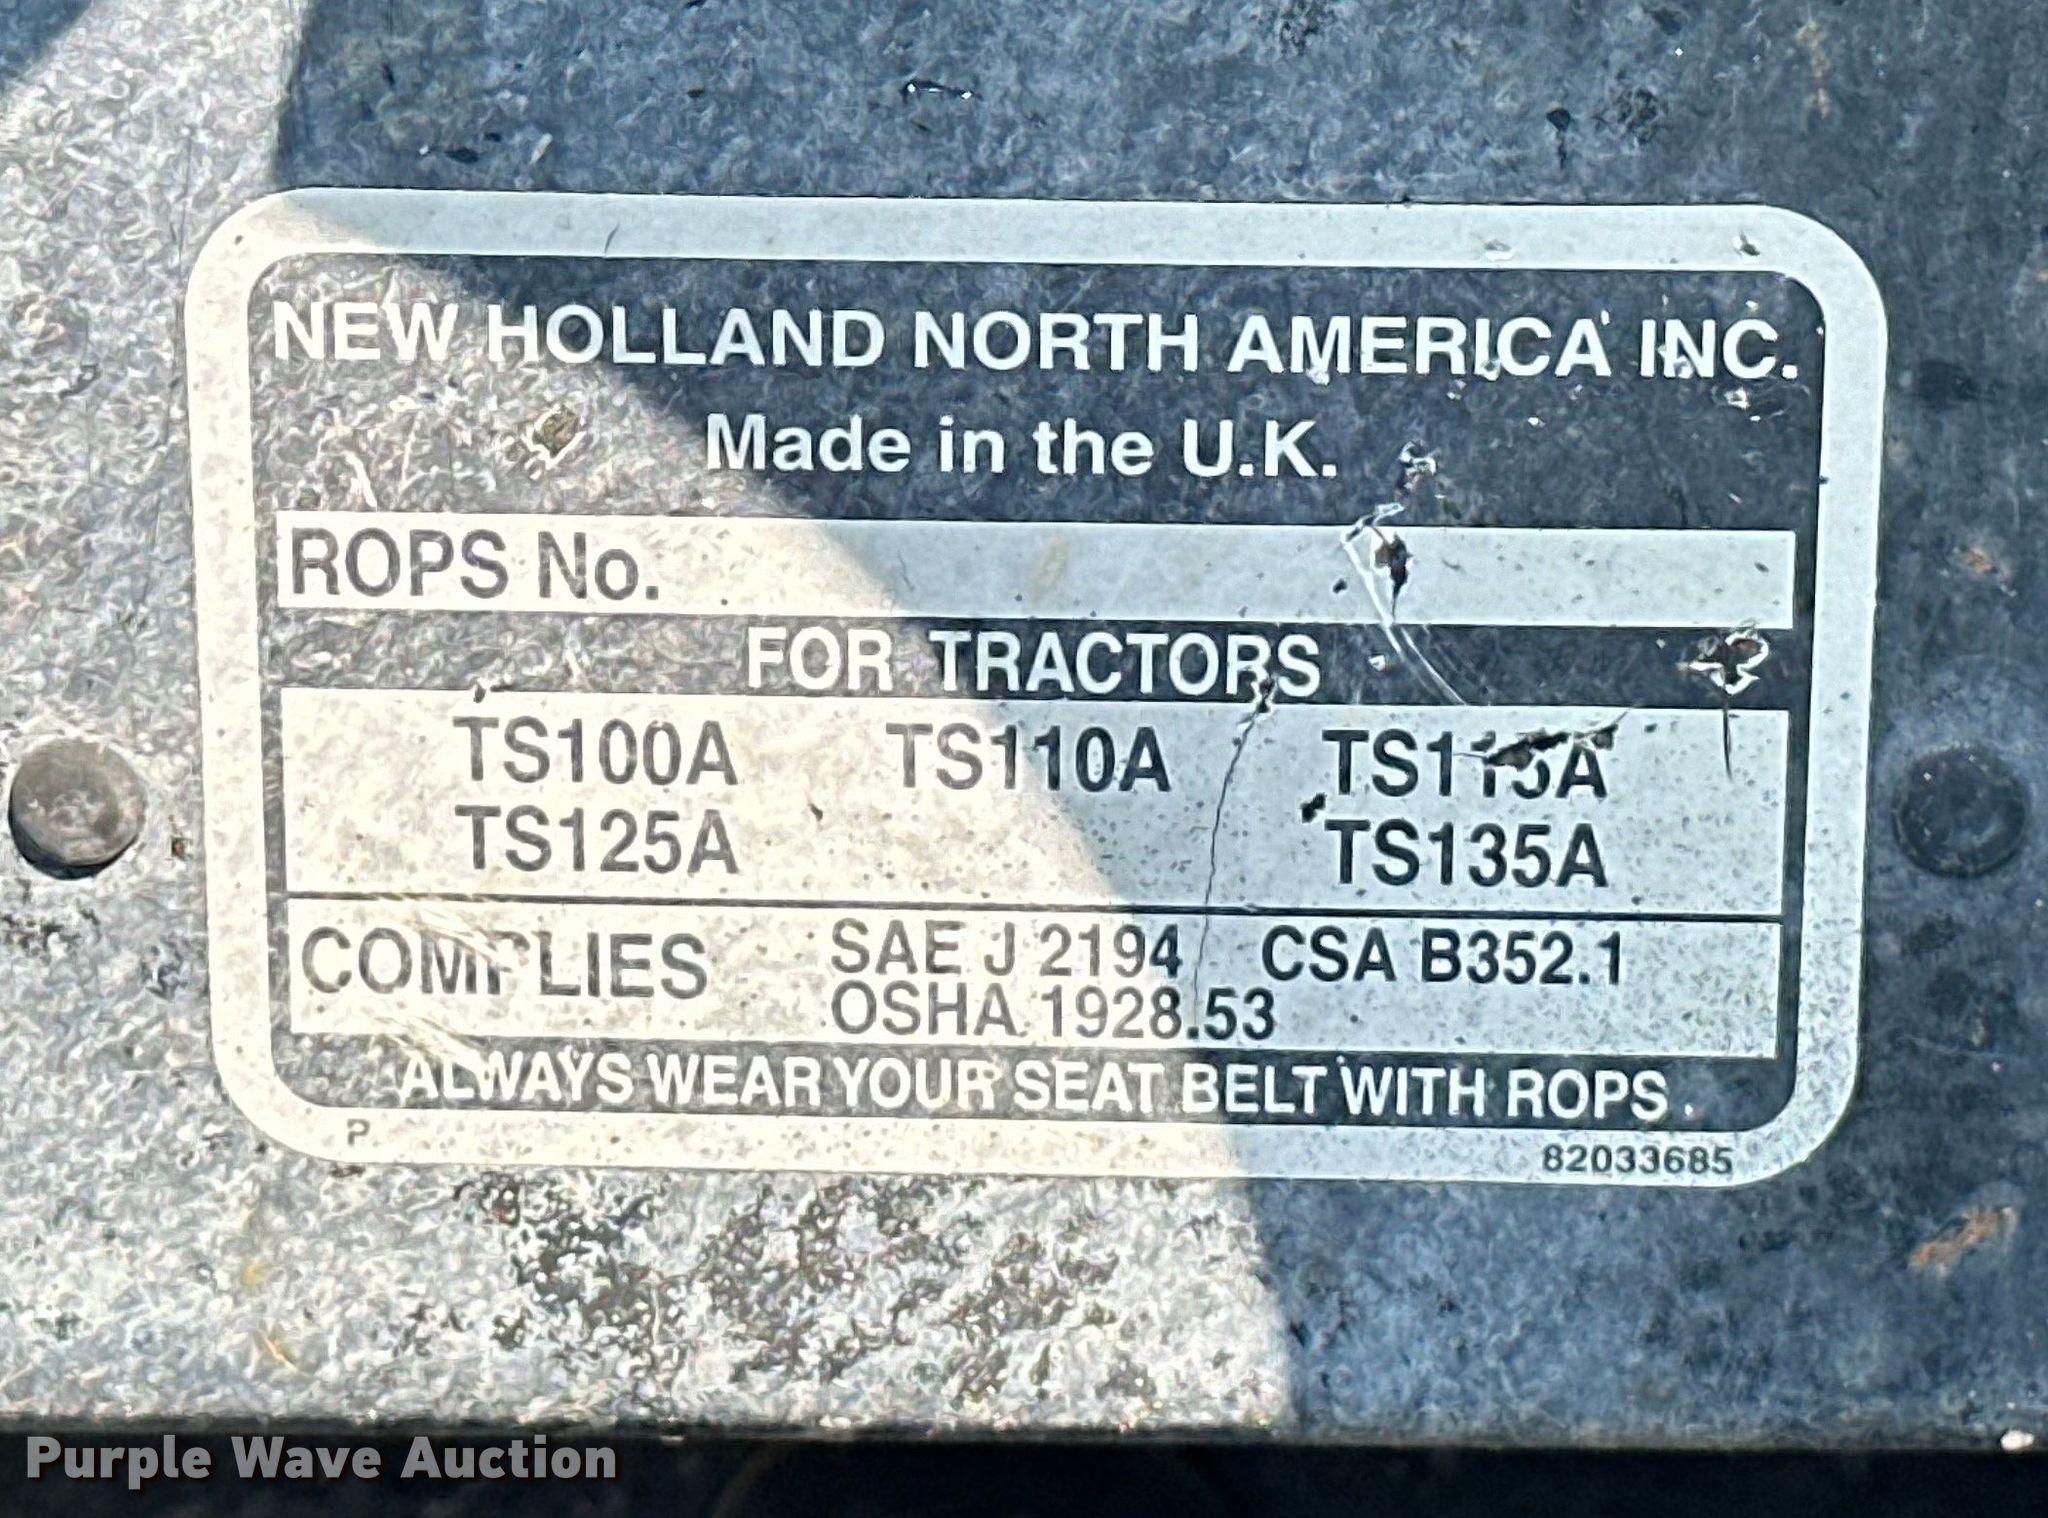 NEW HOLLAND NORTH AMERICA INC.
Made in the U.K.
ROPS No.
FOR TRACTORS
TS100A TS110A TS115A
TS125A TS135A
COMPLIES SAE J 2194 CSA B352.1
OSHA 1928.53
ALWAYS WEAR YOUR SEAT BELT WITH ROPS.
P 82033685
Purple Wave Auction